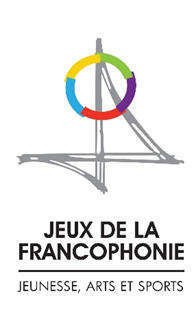 JEUX DE LA
FRANCOPHONIE
JEUNESSE, ARTS ET SPORTS